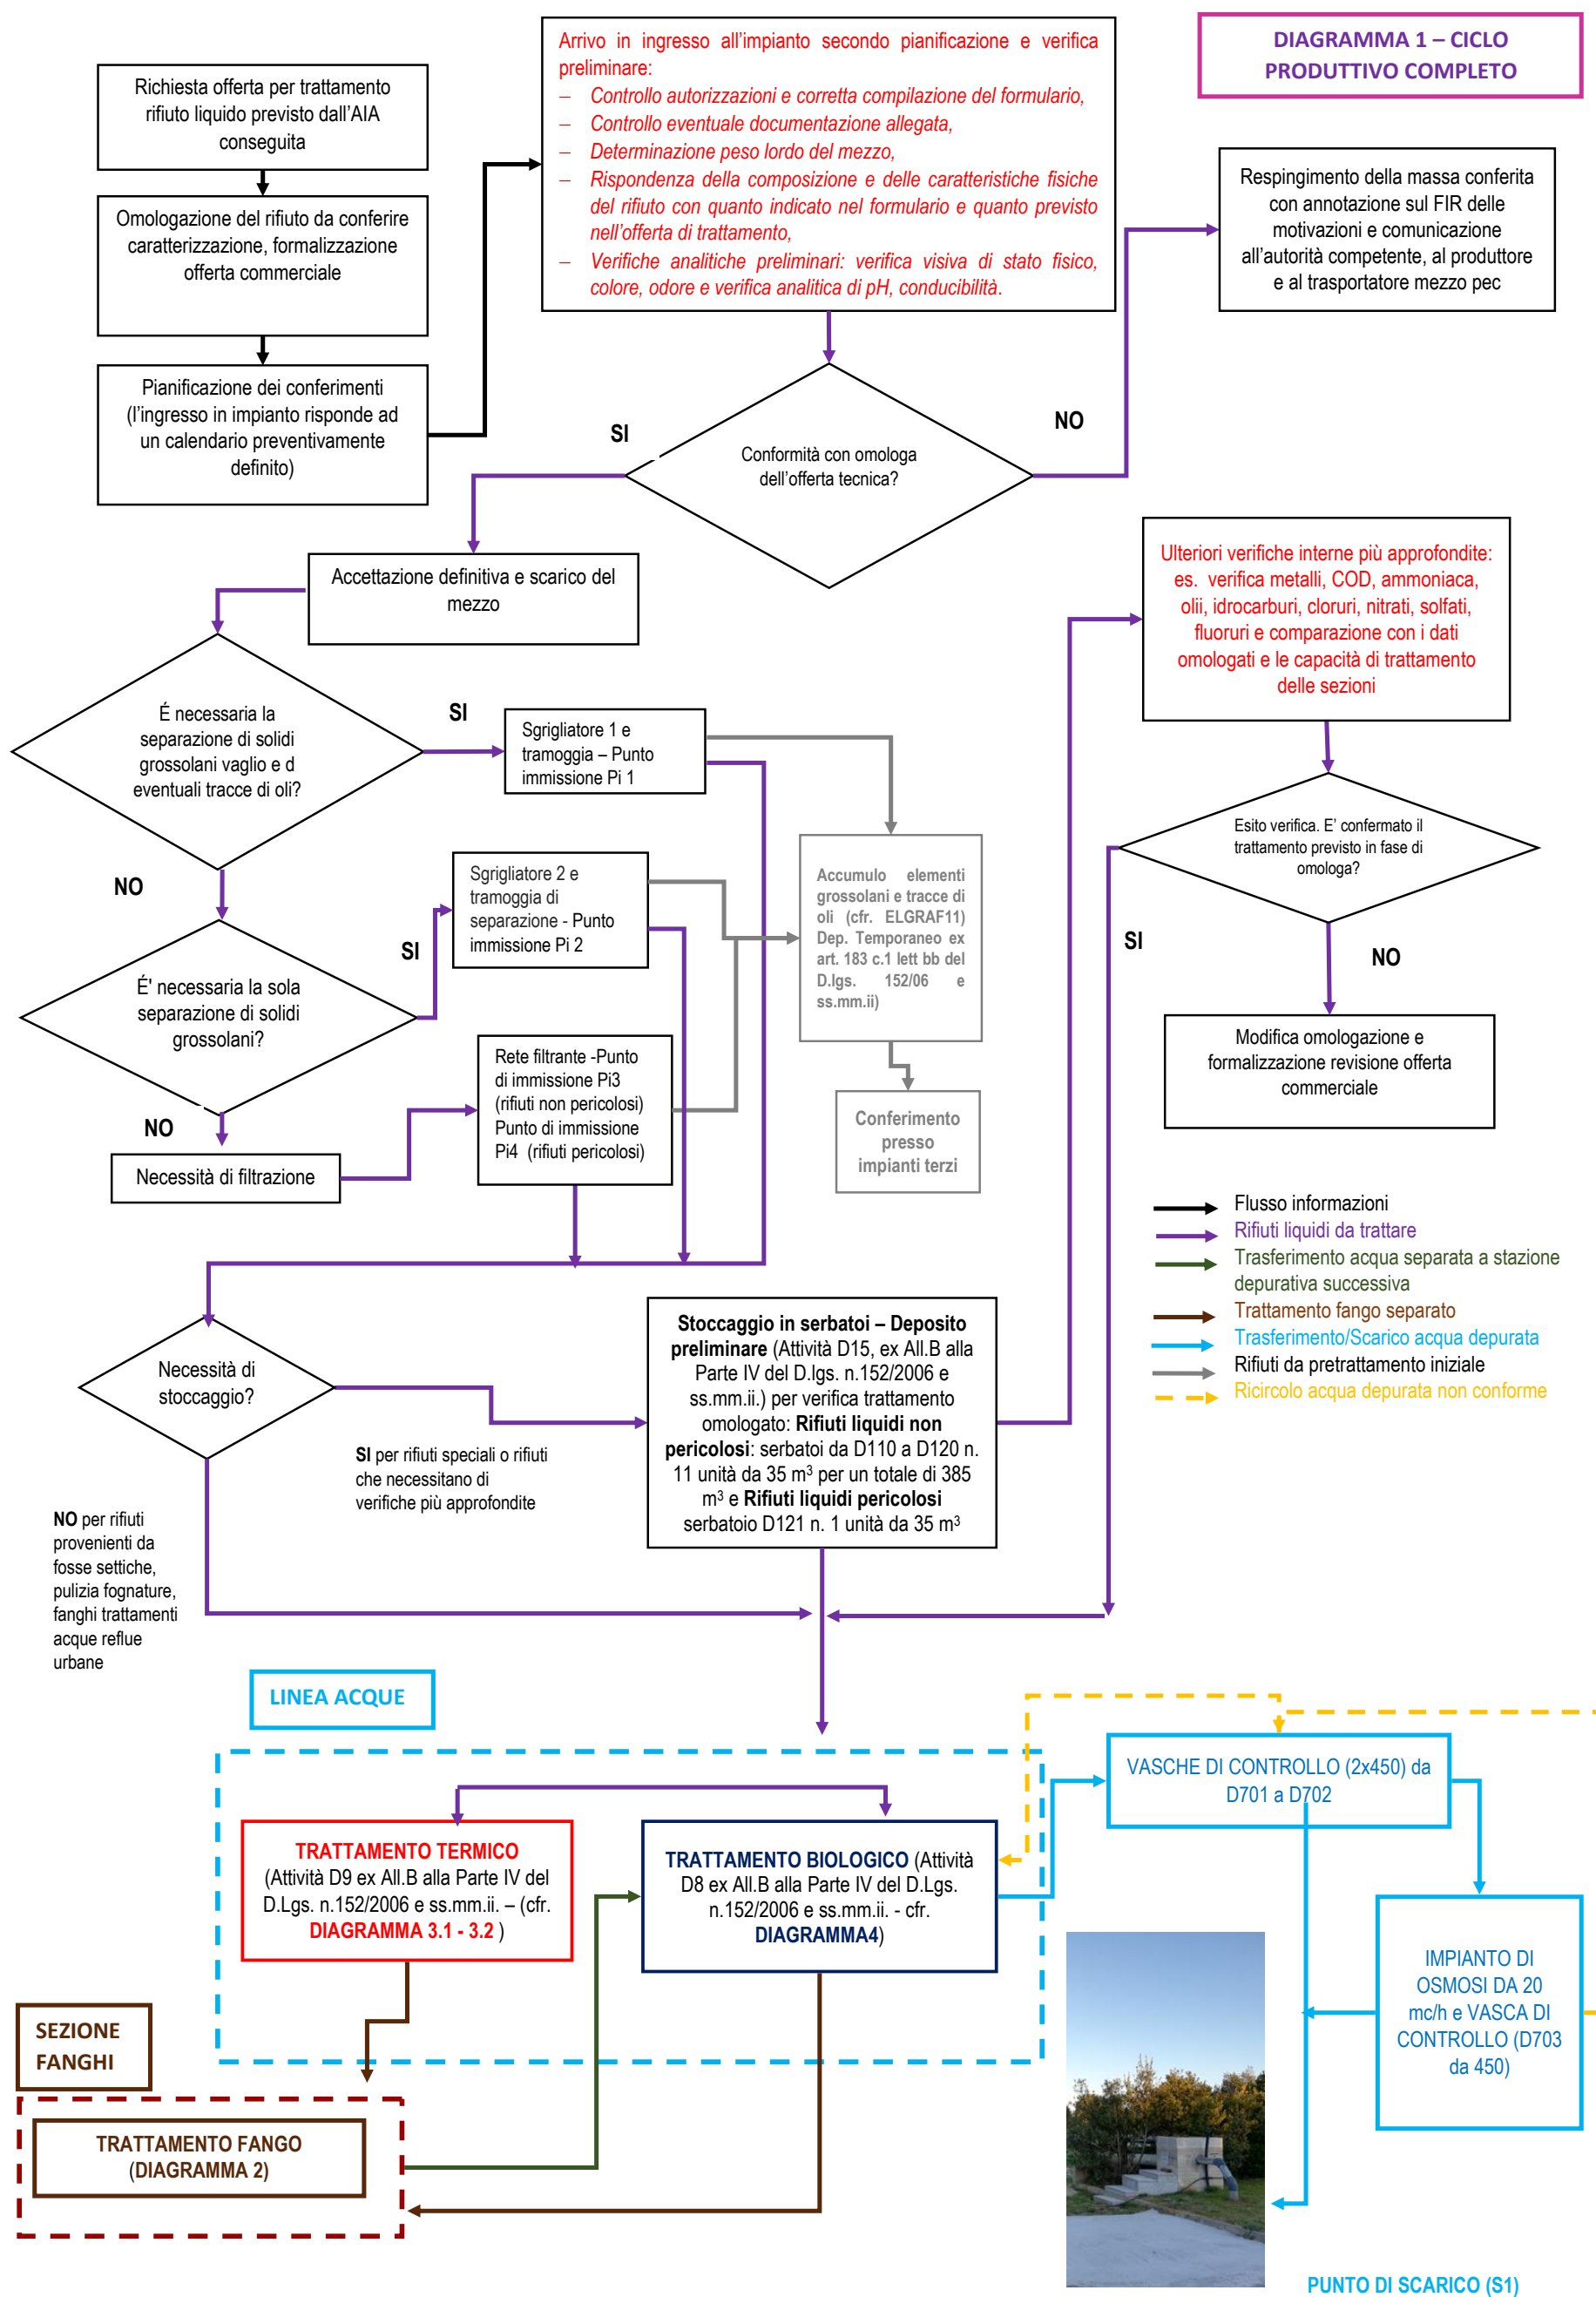 DIAGRAMMA 1 – CICLO
PRODUTTIVO COMPLETO
Richiesta offerta per trattamento
rifiuto liquido previsto dall'AIA
conseguita
Omologazione del rifiuto da conferire
caratterizzazione, formalizzazione
offerta commerciale
Pianificazione dei conferimenti
(l'ingresso in impianto risponde ad
un calendario preventivamente
definito)
Arrivo in ingresso all'impianto secondo pianificazione e verifica
preliminare:
– Controllo autorizzazioni e corretta compilazione del formulario,
– Controllo eventuale documentazione allegata,
– Determinazione peso lordo del mezzo,
– Rispondenza della composizione e delle caratteristiche fisiche
del rifiuto con quanto indicato nel formulario e quanto previsto
nell'offerta di trattamento,
– Verifiche analitiche preliminari: verifica visiva di stato fisico,
colore, odore e verifica analitica di pH, conducibilità.
Respingimento della massa conferita
con annotazione sul FIR delle
motivazioni e comunicazione
all'autorità competente, al produttore
e al trasportatore mezzo pec
SI
NO
Conformità con omologa
dell'offerta tecnica?
Accettazione definitiva e scarico del
mezzo
Ulteriori verifiche interne più approfondite:
es. verifica metalli, COD, ammoniaca,
olii, idrocarburi, cloruri, nitrati, solfati,
fluoruri e comparazione con i dati
omologati e le capacità di trattamento
delle sezioni
É necessaria la
separazione di solidi
grossolani vaglio e d
eventuali tracce di oli?
SI
NO
Sgrigliatore 1 e
tramoggia – Punto
immissione Pi 1
Esito verifica. E' confermato il
trattamento previsto in fase di
omologa?
SI
NO
Sgrigliatore 2 e
tramoggia di
separazione - Punto
immissione Pi 2
Accumulo elementi
grossolani e tracce di
oli (cfr. ELGRAF11)
Dep. Temporaneo ex
art. 183 c.1 lett bb del
D.lgs. 152/06 e
ss.mm.ii)
É' necessaria la sola
separazione di solidi
grossolani?
SI
NO
Rete filtrante -Punto
di immissione Pi3
(rifiuti non pericolosi)
Punto di immissione
Pi4 (rifiuti pericolosi)
Modifica omologazione e
formalizzazione revisione offerta
commerciale
Conferimento
presso
impianti terzi
Necessità di filtrazione
Flusso informazioni
Rifiuti liquidi da trattare
Trasferimento acqua separata a stazione
depurativa successiva
Trattamento fango separato
Trasferimento/Scarico acqua depurata
Rifiuti da pretrattamento iniziale
Ricircolo acqua depurata non conforme
Necessità di
stoccaggio?
SI per rifiuti speciali o rifiuti
che necessitano di
verifiche più approfondite
NO per rifiuti
provenienti da
fosse settiche,
pulizia fognature,
fanghi trattamenti
acque reflue
urbane
Stoccaggio in serbatoi – Deposito
preliminare (Attività D15, ex All.B alla
Parte IV del D.lgs. n.152/2006 e
ss.mm.ii.) per verifica trattamento
omologato: Rifiuti liquidi non
pericolosi: serbatoi da D110 a D120 n.
11 unità da 35 m³ per un totale di 385
m³ e Rifiuti liquidi pericolosi
serbatoio D121 n. 1 unità da 35 m³
LINEA ACQUE
VASCHE DI CONTROLLO (2x450) da
D701 a D702
TRATTAMENTO TERMICO
(Attività D9 ex All.B alla Parte IV del
D.Lgs. n.152/2006 e ss.mm.ii. – (cfr.
DIAGRAMMA 3.1 - 3.2 )
TRATTAMENTO BIOLOGICO (Attività
D8 ex All.B alla Parte IV del D.Lgs.
n.152/2006 e ss.mm.ii. - cfr.
DIAGRAMMA4)
IMPIANTO DI
OSMOSI DA 20
mc/h e VASCA DI
CONTROLLO (D703
da 450)
SEZIONE
FANGHI
TRATTAMENTO FANGO
(DIAGRAMMA 2)
PUNTO DI SCARICO (S1)